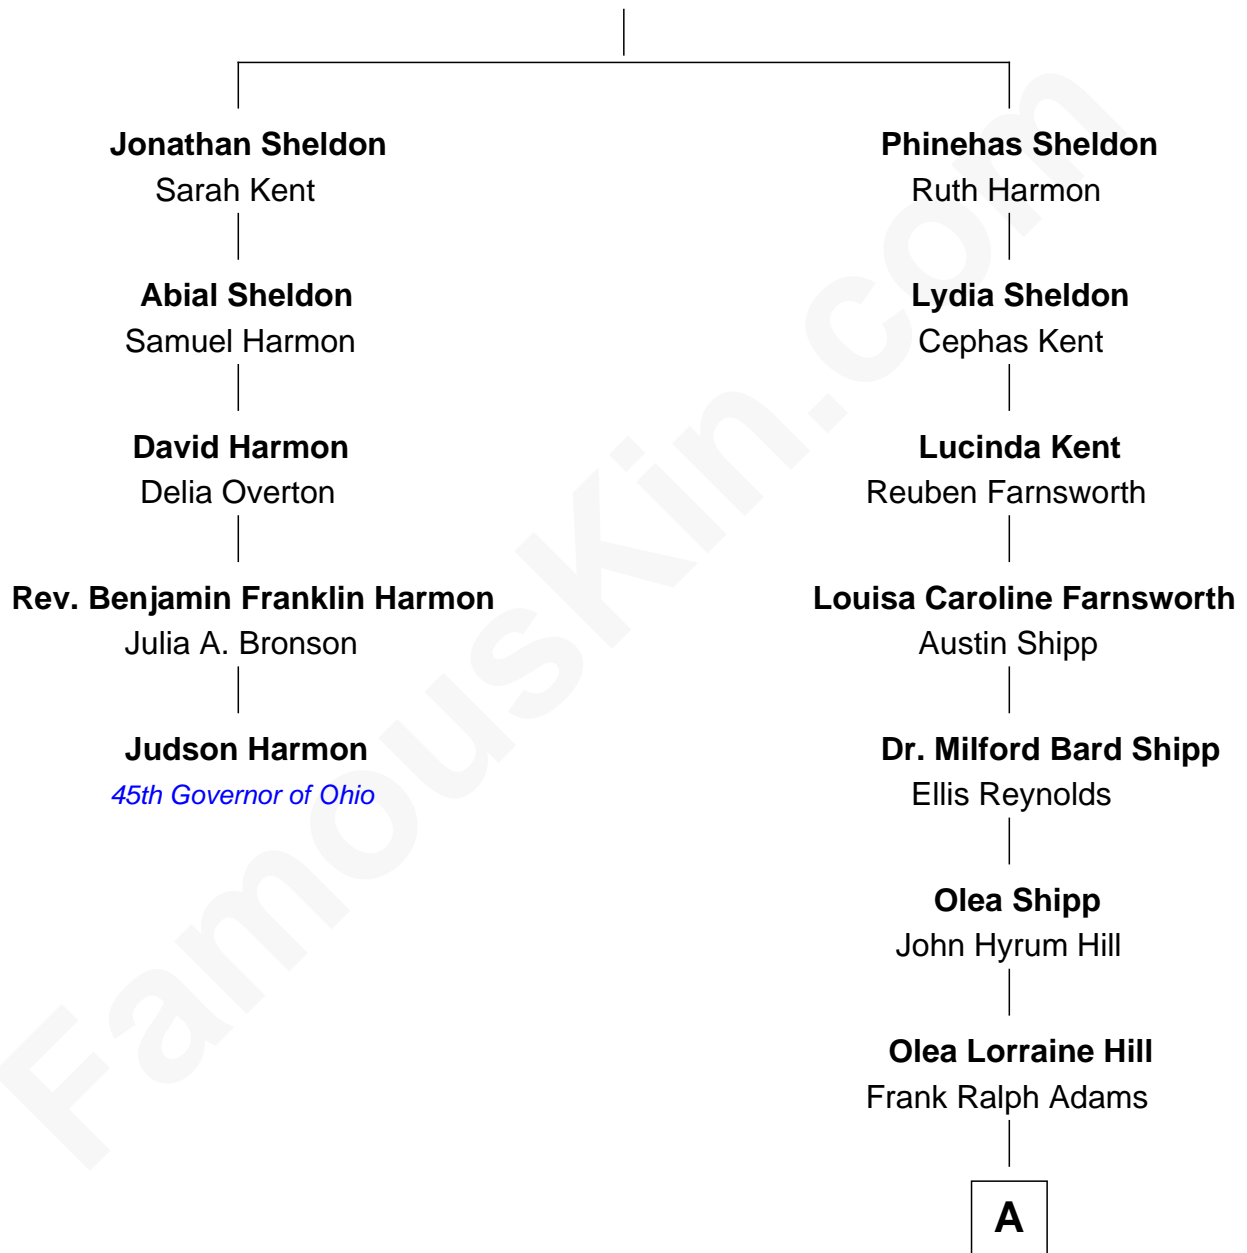 Jonathan Sheldon
Sarah Kent
Abial Sheldon
Samuel Harmon
David Harmon
Delia Overton
Rev. Benjamin Franklin Harmon
Julia A. Bronson
Judson Harmon
45th Governor of Ohio
Phinehas Sheldon
Ruth Harmon
Lydia Sheldon
Cephas Kent
Lucinda Kent
Reuben Farnsworth
Louisa Caroline Farnsworth
Austin Shipp
Dr. Milford Bard Shipp
Ellis Reynolds
Olea Shipp
John Hyrum Hill
Olea Lorraine Hill
Frank Ralph Adams
A
FamousKin.com